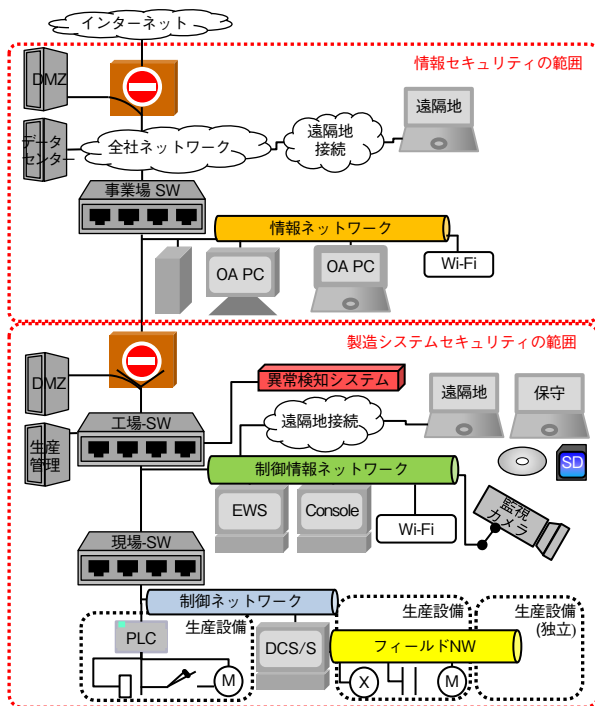 インターネット
情報セキュリティの範囲
DMZ
遠隔地
データ
センター
全社ネットワーク
遠隔地
接続
事業場 SW
情報ネットワーク
OA PC
OA PC
Wi-Fi
製造システムセキュリティの範囲
DMZ
異常検知システム
遠隔地
保守
工場-SW
遠隔地接続
生産
管理
SD
制御情報ネットワーク
EWS
Console
Wi-Fi
監視
カメラ
現場-SW
制御ネットワーク
生産設備
生産設備
生産設備
(独立)
PLC
DCS/S
フィールドNW
M
X
M